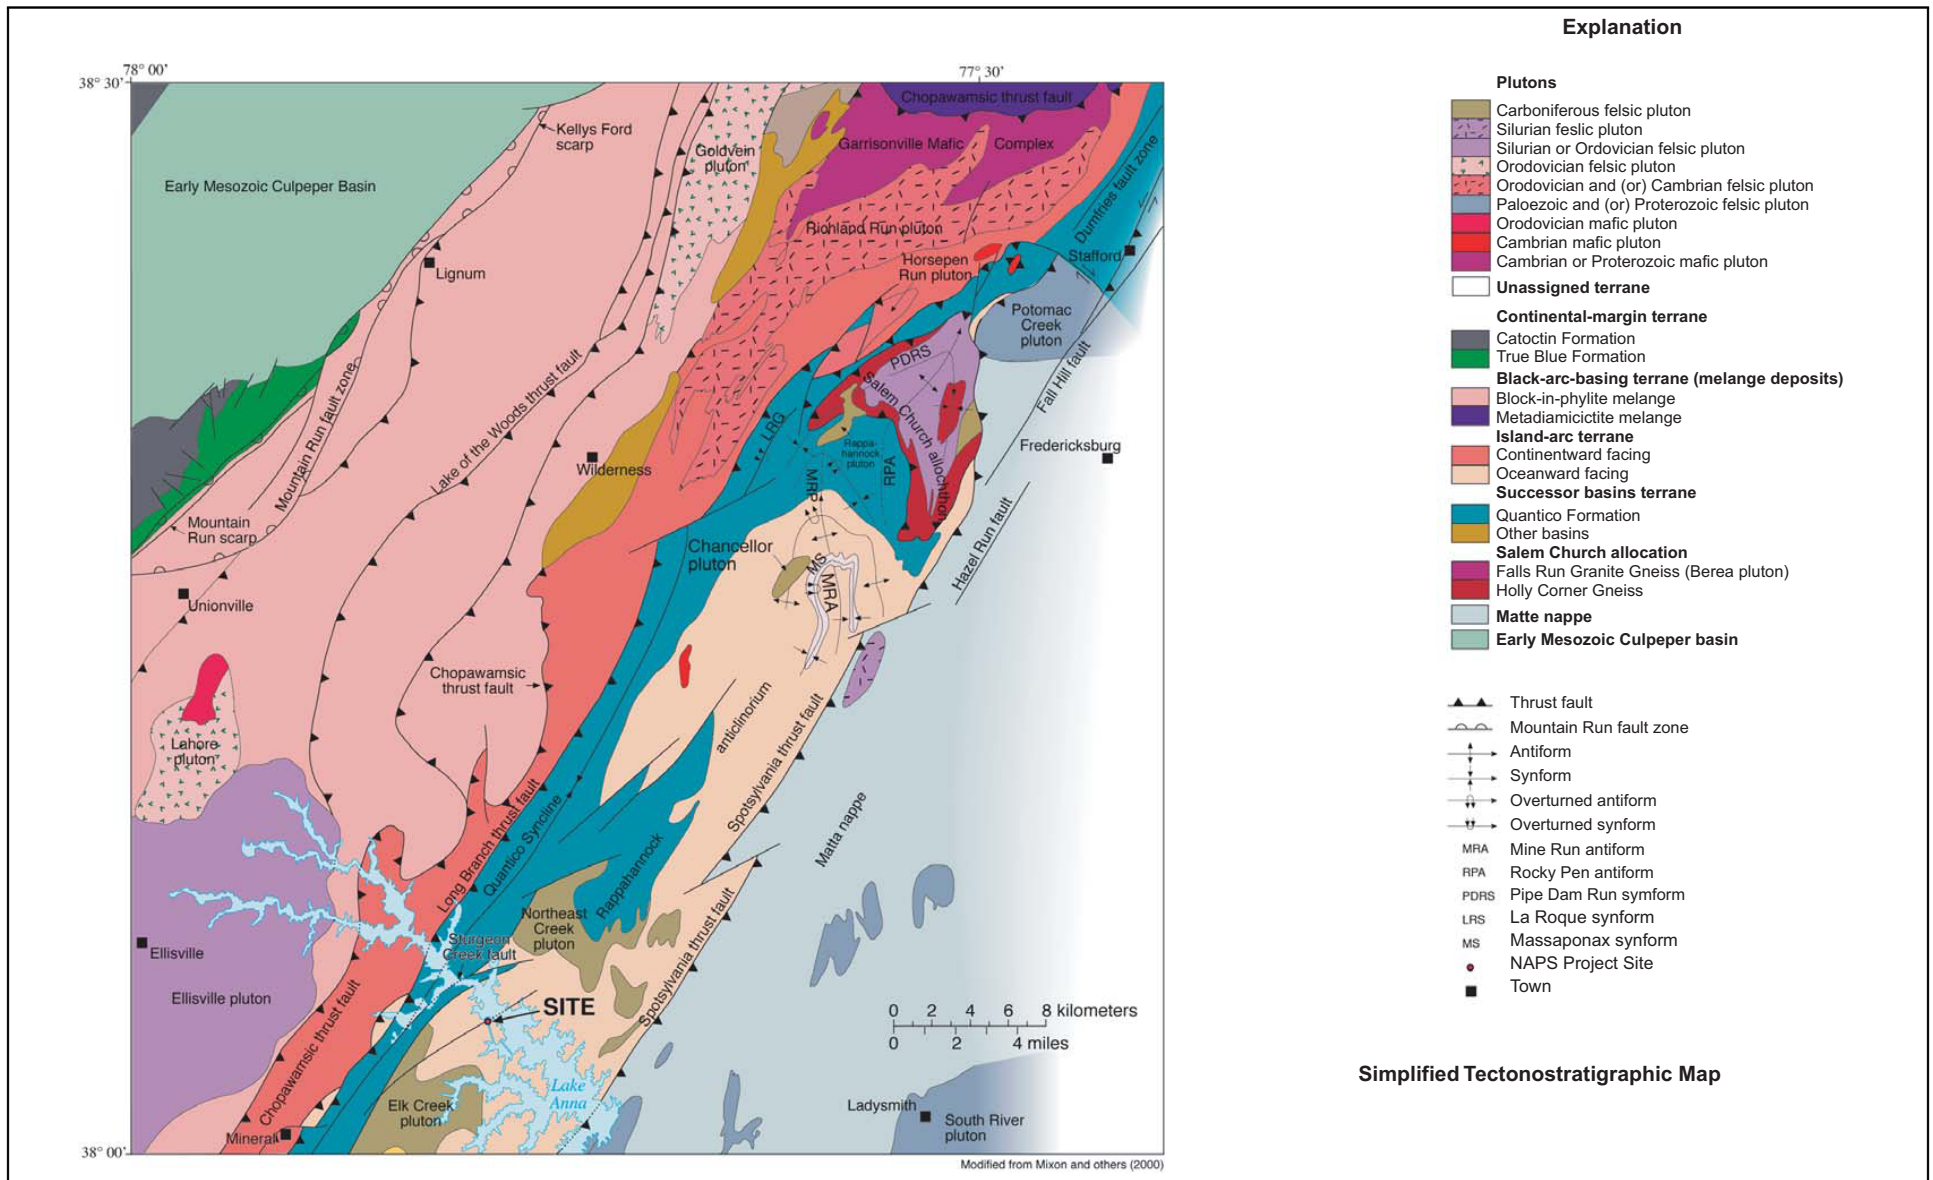 78° 00’
38° 30’
77° 30’
Chopawamsic thrust fault
Kellys Ford
scarp
Goldvein
pluton
Garrisonville Mafic Complex
Early Mesozoic Culpeper Basin
Dumfries fault zone
Richland Run pluton
Stafford
Horsepen
Run pluton
Lignum
Potomac
Creek
pluton
PDRS
Fall Hill fault
Mountain Run fault zone
Lake of the Woods thrust fault
Salem Church allochthon
LRG
Rappa-
hannock
pluton
RPA
MRP
Fredericksburg
Wilderness
Mountain
Run scarp
Chancellor
pluton
MS
MRA
Hazel Run fault
Unionville
Chopawamsic
thrust fault
anticlinorium
Spotsylvania thrust fault
Lahore
pluton
Long Branch thrust fault
Quantico Syncline
Matta nappe
Rappahannock
Northeast
Creek
pluton
Sturgeon
Creek fault
Spotsylvania thrust fault
Ellisville
Ellisville pluton
Chopawamsic thrust fault
SITE
0 2 4 6 8 kilometers
0 2 4 miles
Lake
Anna
Elk Creek
pluton
Ladysmith
South River
pluton
Mineral
38° 00’
Modified from Mixon and others (2000)
Explanation
Plutons
Carboniferous felsic pluton
Silurian feslic pluton
Silurian or Ordovician felsic pluton
Orodovician felsic pluton
Orodovician and (or) Cambrian felsic pluton
Paloezoic and (or) Proterozoic felsic pluton
Orodovician mafic pluton
Cambrian mafic pluton
Cambrian or Proterozoic mafic pluton
Unassigned terrane
Continental-margin terrane
Catoctin Formation
True Blue Formation
Black-arc-basing terrane (melange deposits)
Block-in-phylite melange
Metadiamicictite melange
Island-arc terrane
Continentward facing
Oceanward facing
Successor basins terrane
Quantico Formation
Other basins
Salem Church allocation
Falls Run Granite Gneiss (Berea pluton)
Holly Corner Gneiss
Matte nappe
Early Mesozoic Culpeper basin
Thrust fault
Mountain Run fault zone
Antiform
Synform
Overturned antiform
Overturned synform
MRA Mine Run antiform
RPA Rocky Pen antiform
PDRS Pipe Dam Run symform
LRS La Roque synform
MS Massaponax synform
NAPS Project Site
Town
Simplified Tectonostratigraphic Map